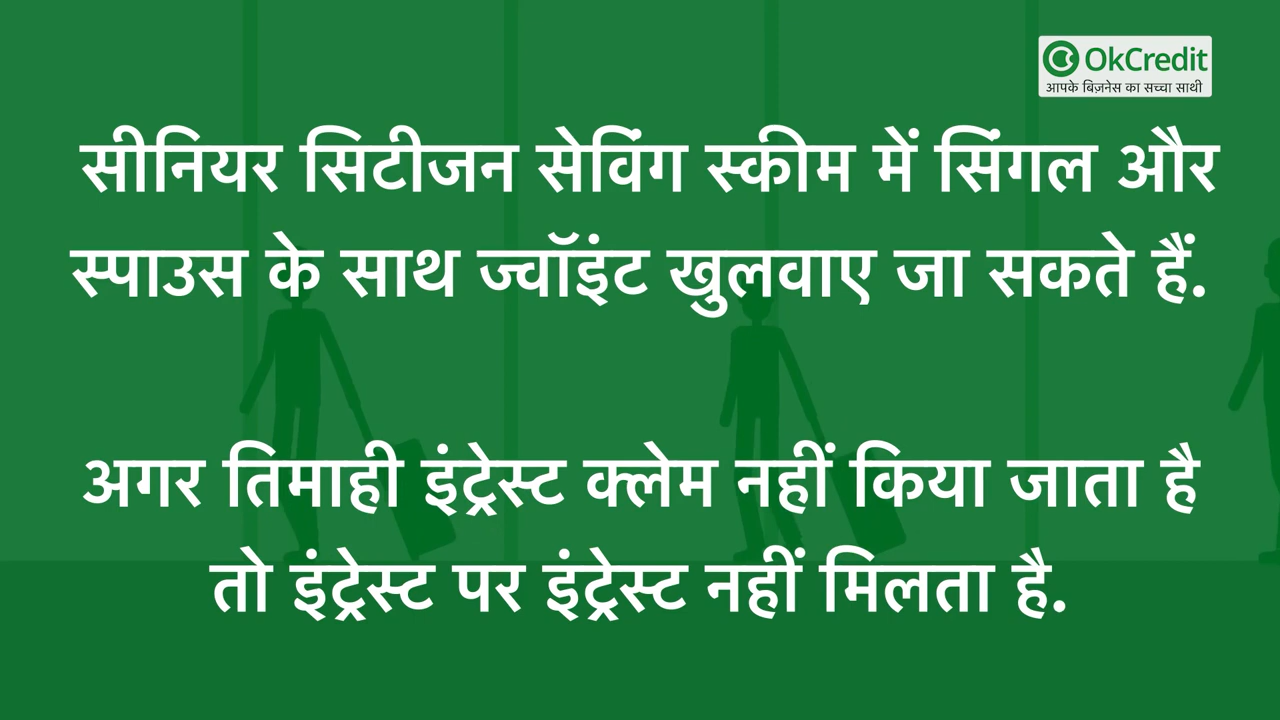 OkCredit
आपके बिज़नेस का सच्चा साथी
सीनियर सिटीजन सेविंग स्कीम में सिंगल और
स्पाउस के साथ ज्वॉइंट खुलवाए जा सकते हैं.
अगर तिमाही इंट्रेस्ट क्लेम नहीं किया जाता है
तो इंट्रेस्ट पर इंट्रेस्ट नहीं मिलता है.